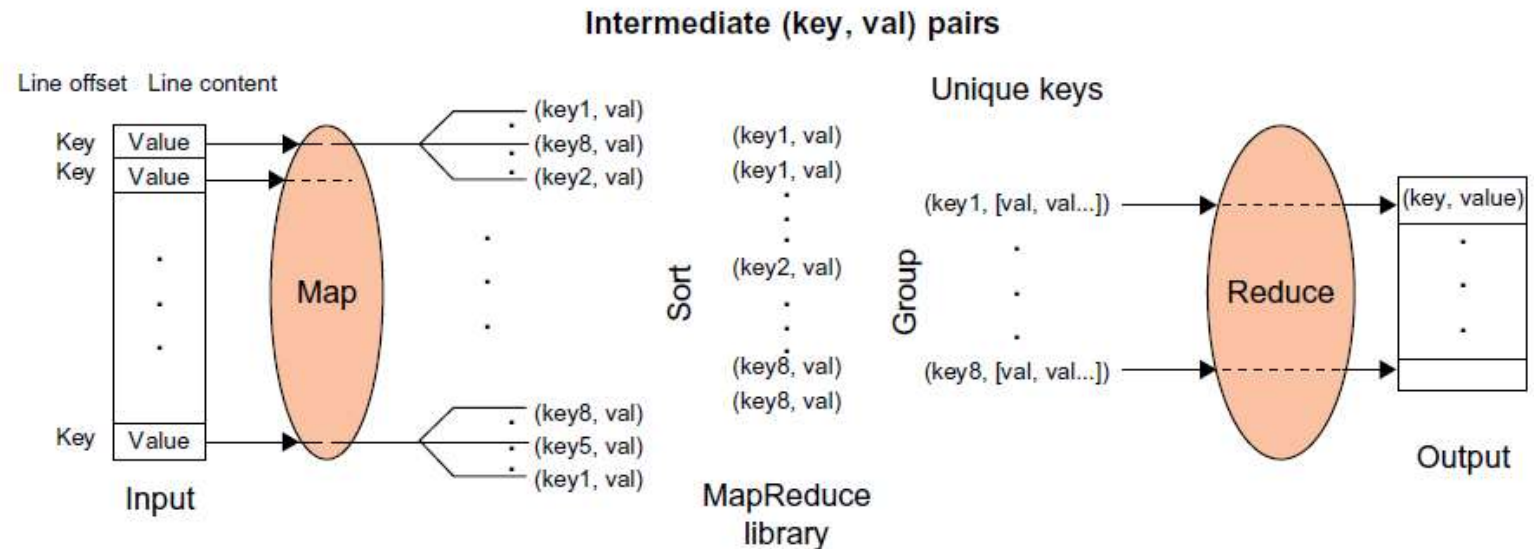 Intermediate (key, val) pairs
Line offset Line content
Key Value
Key Value
Key Value
Input
Map
(key1, val)
(key8, val)
(key2, val)
(key8, val)
(key5, val)
(key1, val)
Sort
(key1, val)
(key1, val)
(key2, val)
(key8, val)
(key8, val)
MapReduce
library
Group
Unique keys
(key1, [val, val...])
(key8, [val, val...])
Reduce
(key, value)
Output